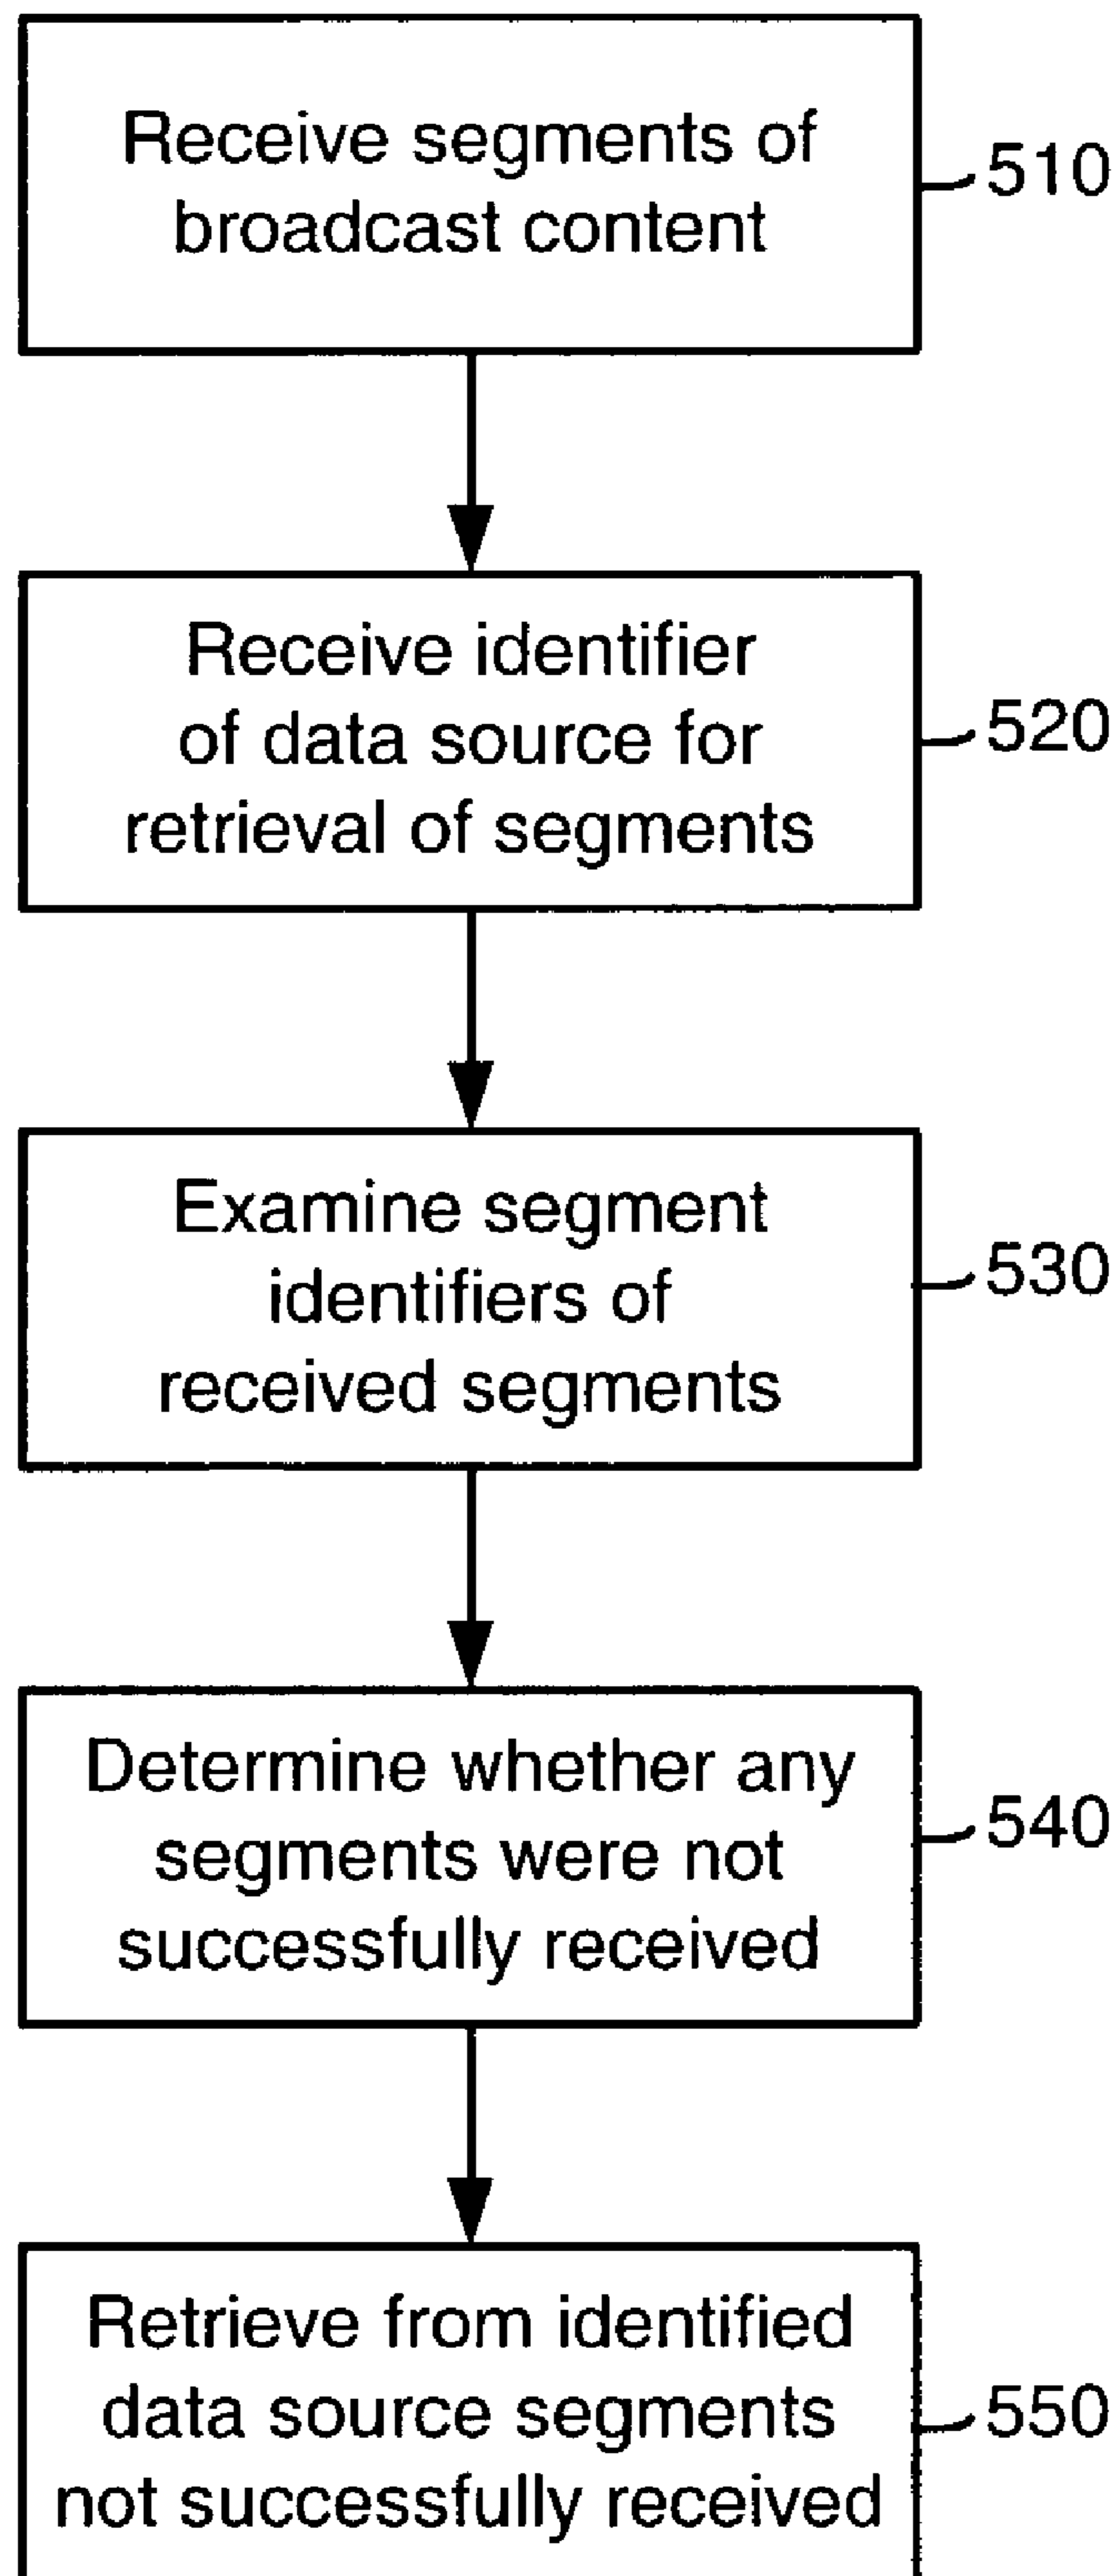 Receive segments of
broadcast content
510
Receive identifier
of data source for
retrieval of segments
520
Examine segment
identifiers of
received segments
530
Determine whether any
segments were not
successfully received
540
Retrieve from identified
data source segments
not successfully received
550